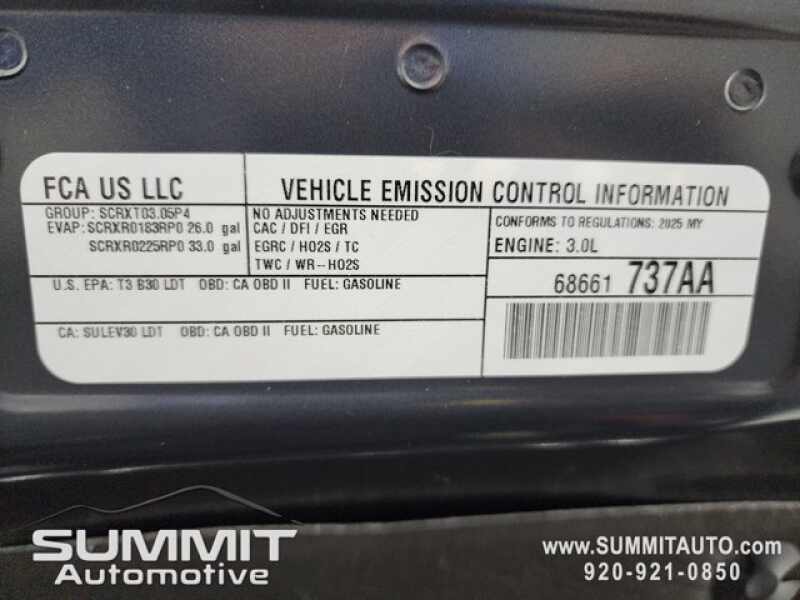 FCA US LLC
VEHICLE EMISSION CONTROL INFORMATION
GROUP: SCRXT03.05P4
EVAP: SCRXR0183RP0 26.0 gal
SCRXR0225RP0 33.0 gal
NO ADJUSTMENTS NEEDED
CAC / DFI / EGR
EGRC / HO2S / TC
TWC / WR-HO2S
CONFORMS TO REGULATIONS: 2025 MY
ENGINE: 3.0L
U.S. EPA: T3 B30 LDT OBD: CA OBD II FUEL: GASOLINE
68661 737AA
CA: SULEV30 LDT OBD: CA OBD II FUEL: GASOLINE
SUMMIT
Automotive
www.SUMMITAUTO.com
920-921-0850